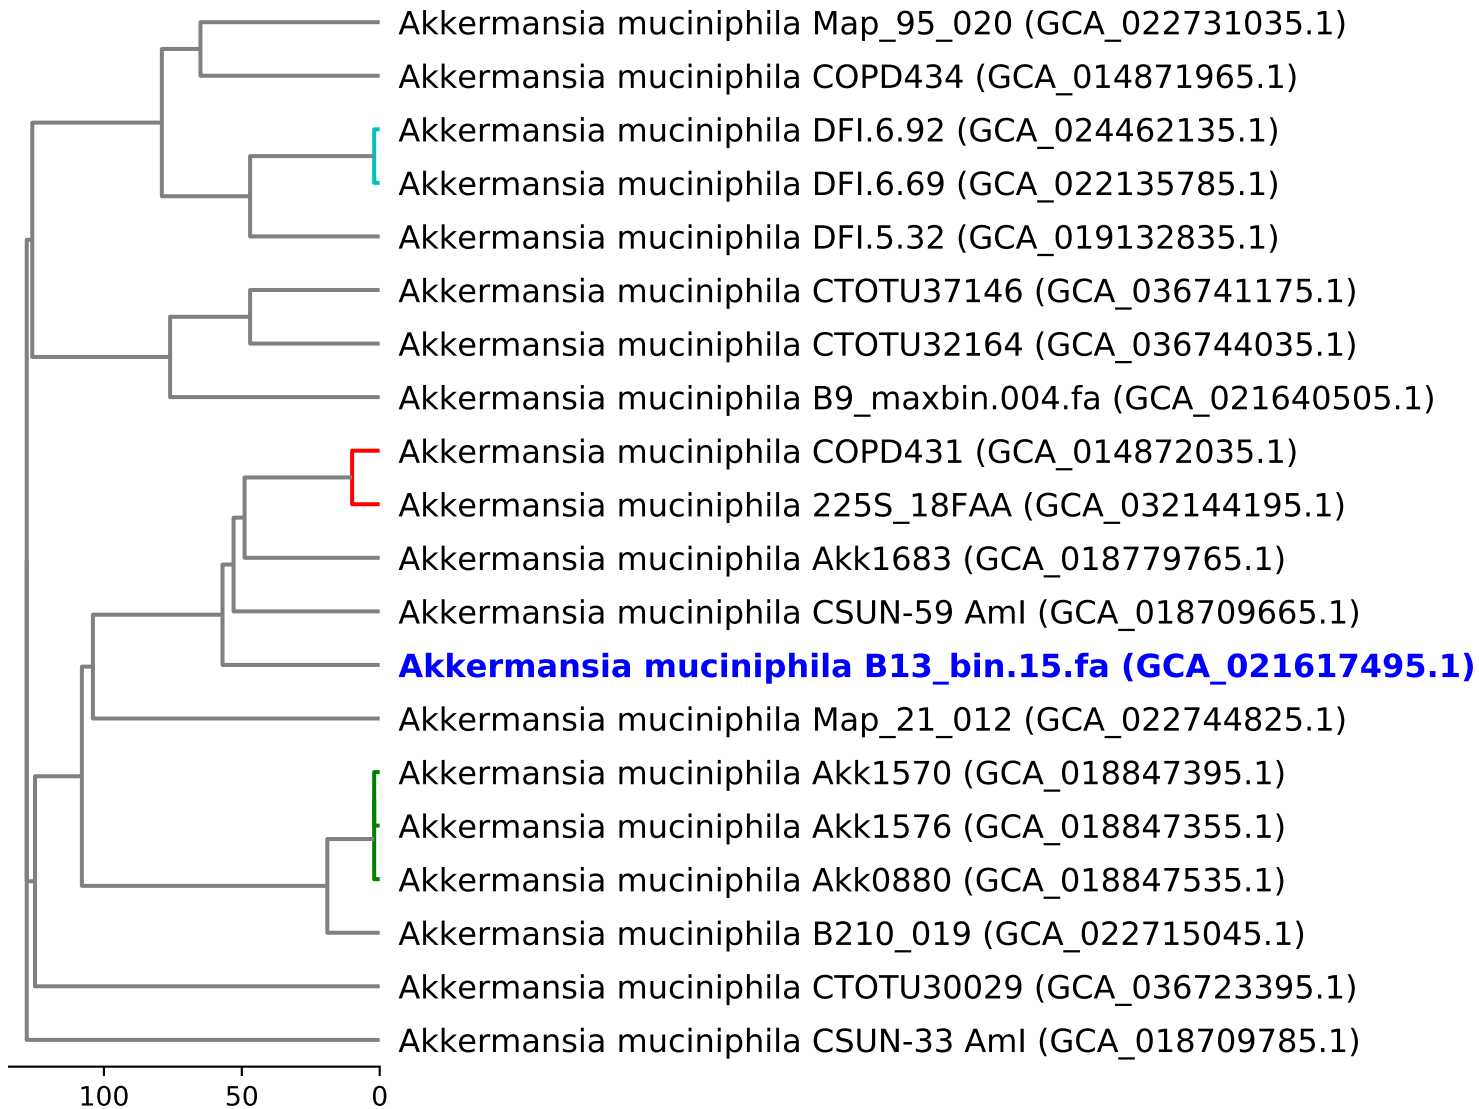 Akkermansia muciniphila Map_95_020 (GCA_022731035.1)
Akkermansia muciniphila COPD434 (GCA_014871965.1)
Akkermansia muciniphila DFI.6.92 (GCA_024462135.1)
Akkermansia muciniphila DFI.6.69 (GCA_022135785.1)
Akkermansia muciniphila DFI.5.32 (GCA_019132835.1)
Akkermansia muciniphila CTOTU37146 (GCA_036741175.1)
Akkermansia muciniphila CTOTU32164 (GCA_036744035.1)
Akkermansia muciniphila B9_maxbin.004.fa (GCA_021640505.1)
Akkermansia muciniphila COPD431 (GCA_014872035.1)
Akkermansia muciniphila 225S_18FAA (GCA_032144195.1)
Akkermansia muciniphila Akk1683 (GCA_018779765.1)
Akkermansia muciniphila CSUN-59 AmI (GCA_018709665.1)
Akkermansia muciniphila B13_bin.15.fa (GCA_021617495.1)
Akkermansia muciniphila Map_21_012 (GCA_022744825.1)
Akkermansia muciniphila Akk1570 (GCA_018847395.1)
Akkermansia muciniphila Akk1576 (GCA_018847355.1)
Akkermansia muciniphila Akk0880 (GCA_018847535.1)
Akkermansia muciniphila B210_019 (GCA_022715045.1)
Akkermansia muciniphila CTOTU30029 (GCA_036723395.1)
Akkermansia muciniphila CSUN-33 AmI (GCA_018709785.1)
100 50 0